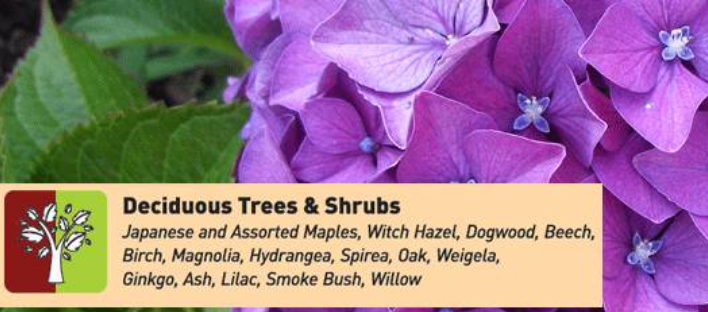 Deciduous Trees & Shrubs
Japanese and Assorted Maples, Witch Hazel, Dogwood, Beech,
Birch, Magnolia, Hydrangea, Spirea, Oak, Weigela,
Ginkgo, Ash, Lilac, Smoke Bush, Willow